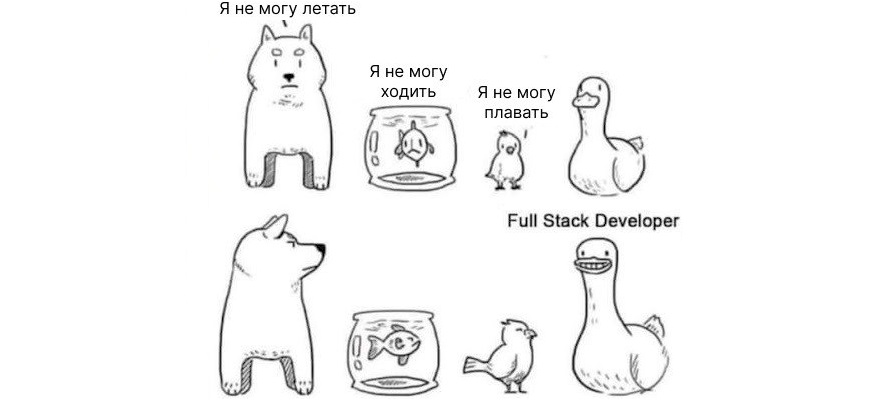 Я не могу летать
Я не могу
ходить
Я не могу
плавать
Full Stack Developer